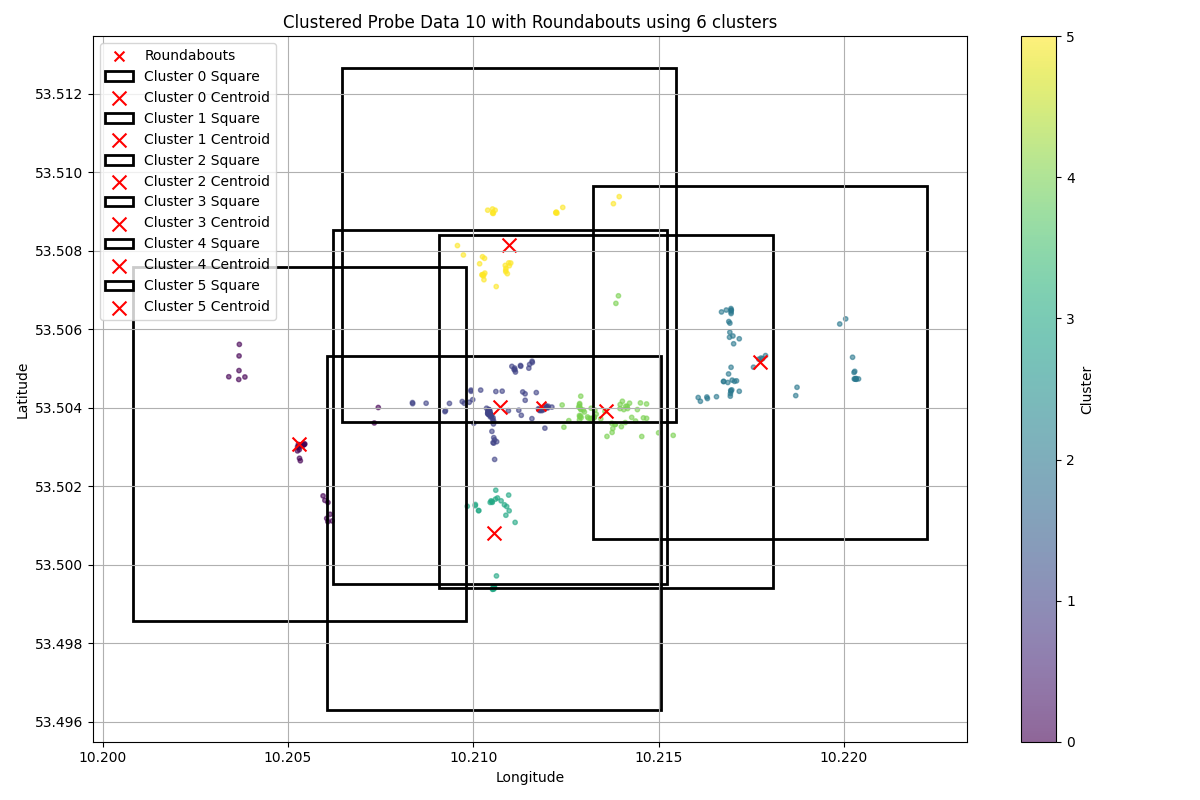 Clustered Probe Data 10 with Roundabouts using 6 clusters
Roundabouts
Cluster 0 Square
Cluster 0 Centroid
Cluster 1 Square
Cluster 1 Centroid
Cluster 2 Square
Cluster 2 Centroid
Cluster 3 Square
Cluster 3 Centroid
Cluster 4 Square
Cluster 4 Centroid
Cluster 5 Square
Cluster 5 Centroid
53.512
53.510
53.508
53.506
53.504
53.502
53.500
53.498
53.496
Latitude
10.200
10.205
10.210
10.215
10.220
Longitude
5
4
3
2
1
0
Cluster